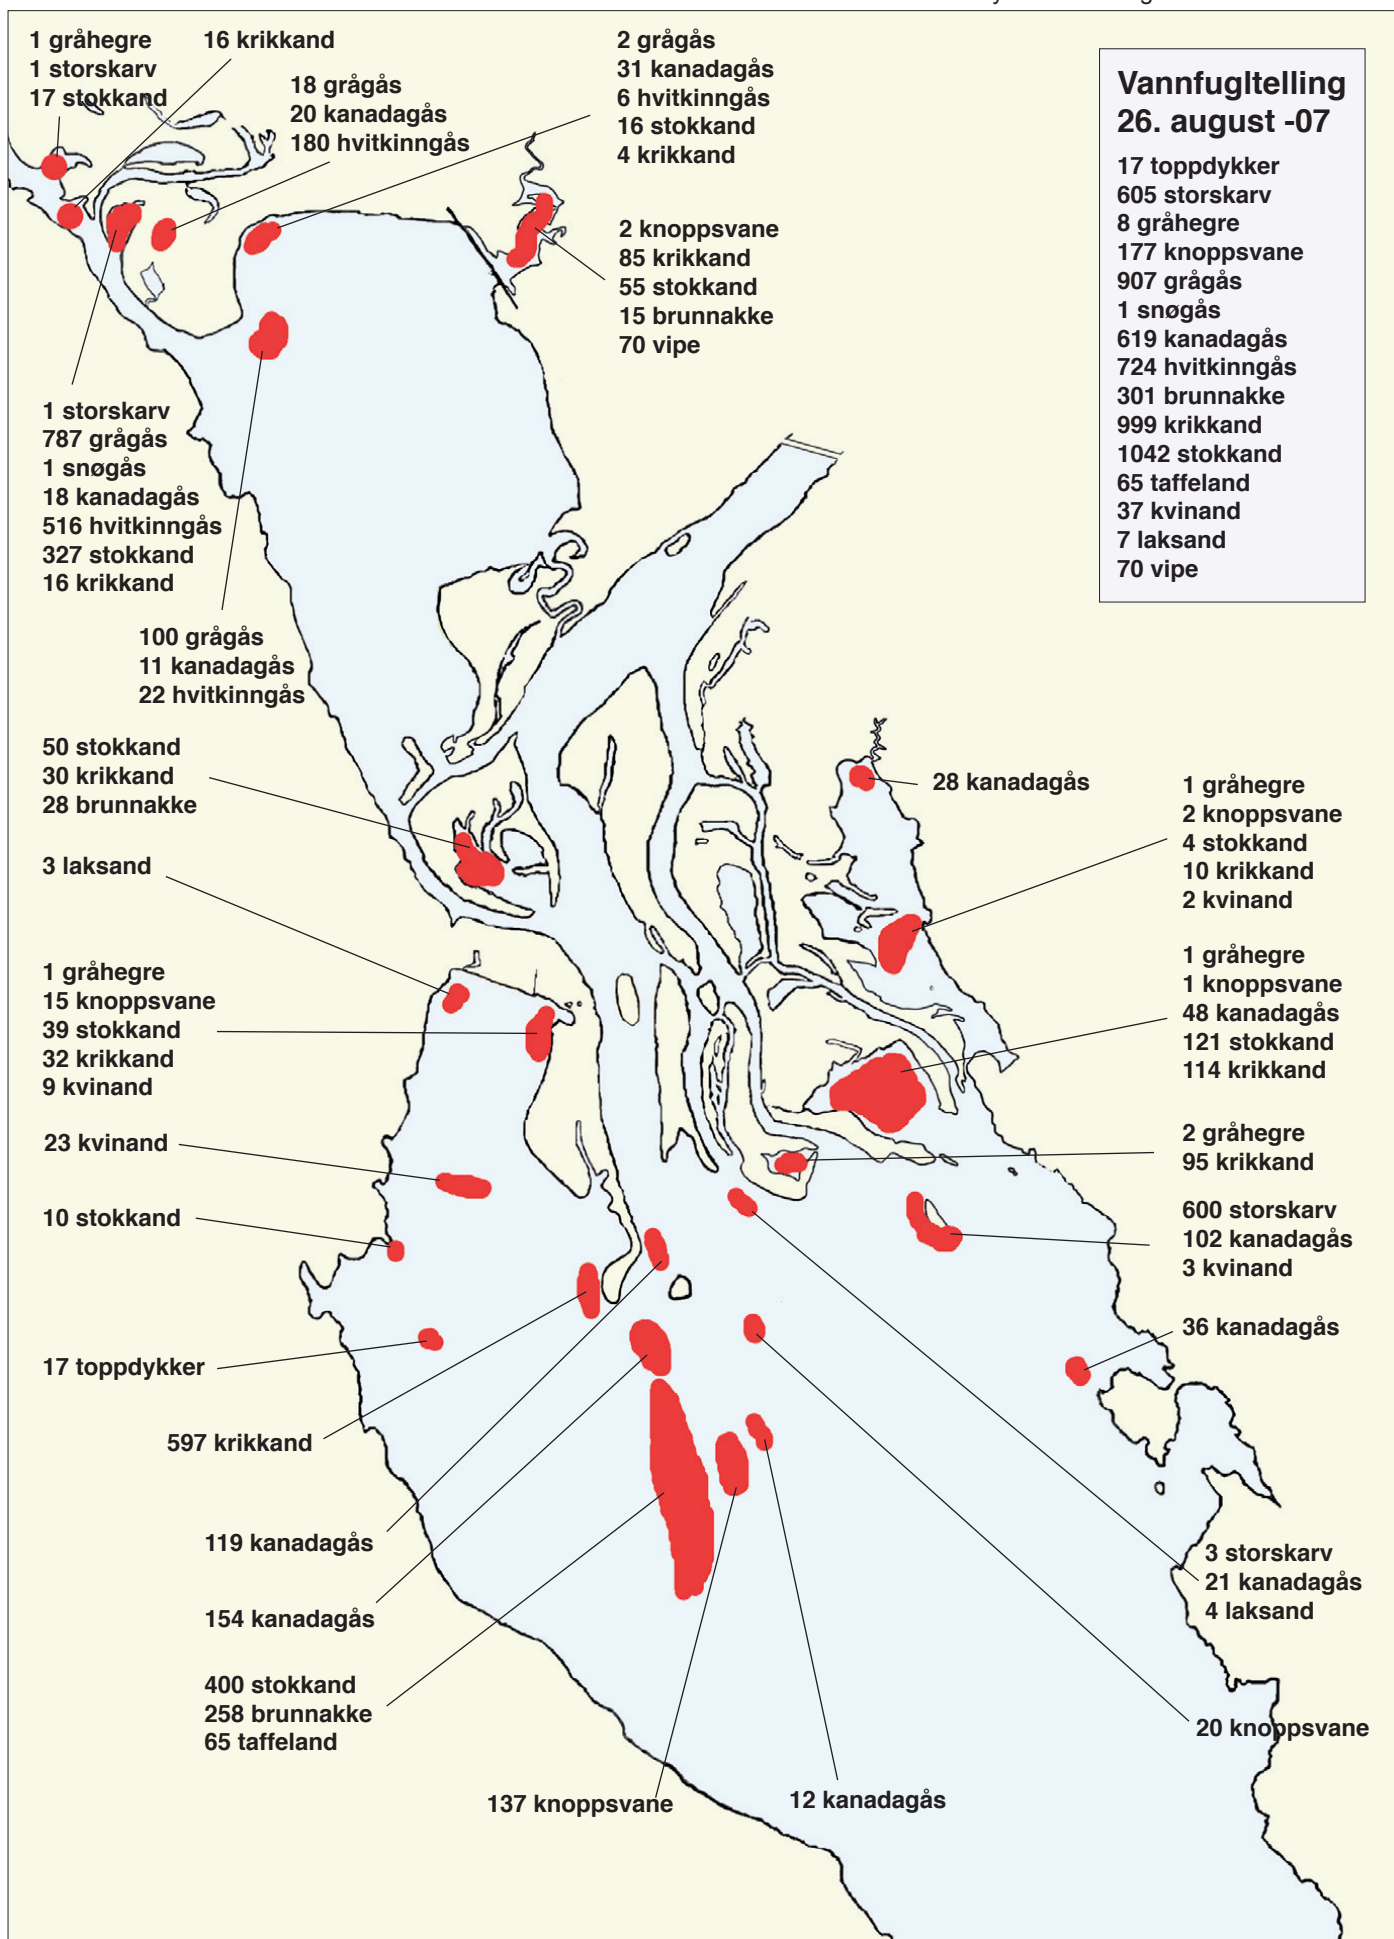 1 gråhegre
1 storskarv
17 stokkand
16 krikkand
18 grågås
20 kanadagås
180 hvitkinngås
2 grågås
31 kanadagås
6 hvitkinngås
16 stokkand
4 krikkand
Vannfugltelling
26. august -07
17 toppdykker
605 storskarv
8 gråhegre
177 knoppsvane
907 grågås
1 snøgås
619 kanadagås
724 hvitkinngås
301 brunnakke
999 krikkand
1042 stokkand
65 taffeland
37 kvinand
7 laksand
70 vipe
2 knoppsvane
85 krikkand
55 stokkand
15 brunnakke
70 vipe
1 storskarv
787 grågås
1 snøgås
18 kanadagås
516 hvitkinngås
327 stokkand
16 krikkand
100 grågås
11 kanadagås
22 hvitkinngås
50 stokkand
30 krikkand
28 brunnakke
3 laksand
28 kanadagås
1 gråhegre
2 knoppsvane
4 stokkand
10 krikkand
2 kvinand
1 gråhegre
15 knoppsvane
39 stokkand
32 krikkand
9 kvinand
1 gråhegre
1 knoppsvane
48 kanadagås
121 stokkand
114 krikkand
23 kvinand
2 gråhegre
95 krikkand
10 stokkand
600 storskarv
102 kanadagås
3 kvinand
17 toppdykker
36 kanadagås
597 krikkand
119 kanadagås
3 storskarv
21 kanadagås
4 laksand
154 kanadagås
400 stokkand
258 brunnakke
65 taffeland
20 knoppsvane
137 knoppsvane
12 kanadagås